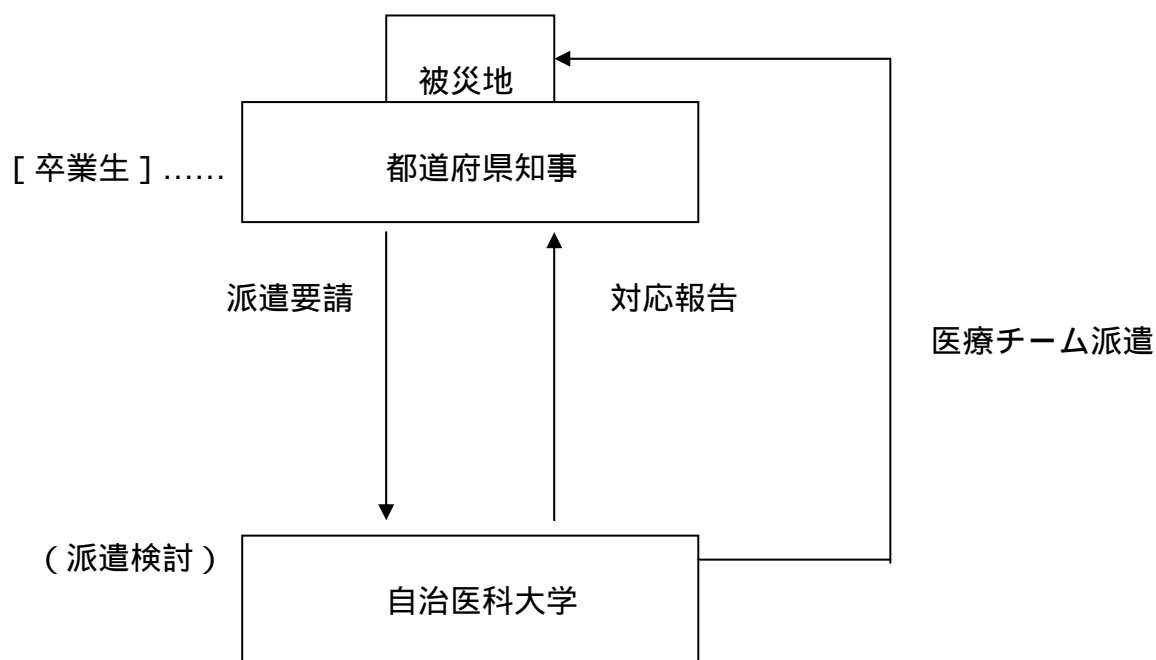 被災地
[卒業生]……
都道府県知事
派遣要請
対応報告
医療チーム派遣
(派遣検討)
自治医科大学